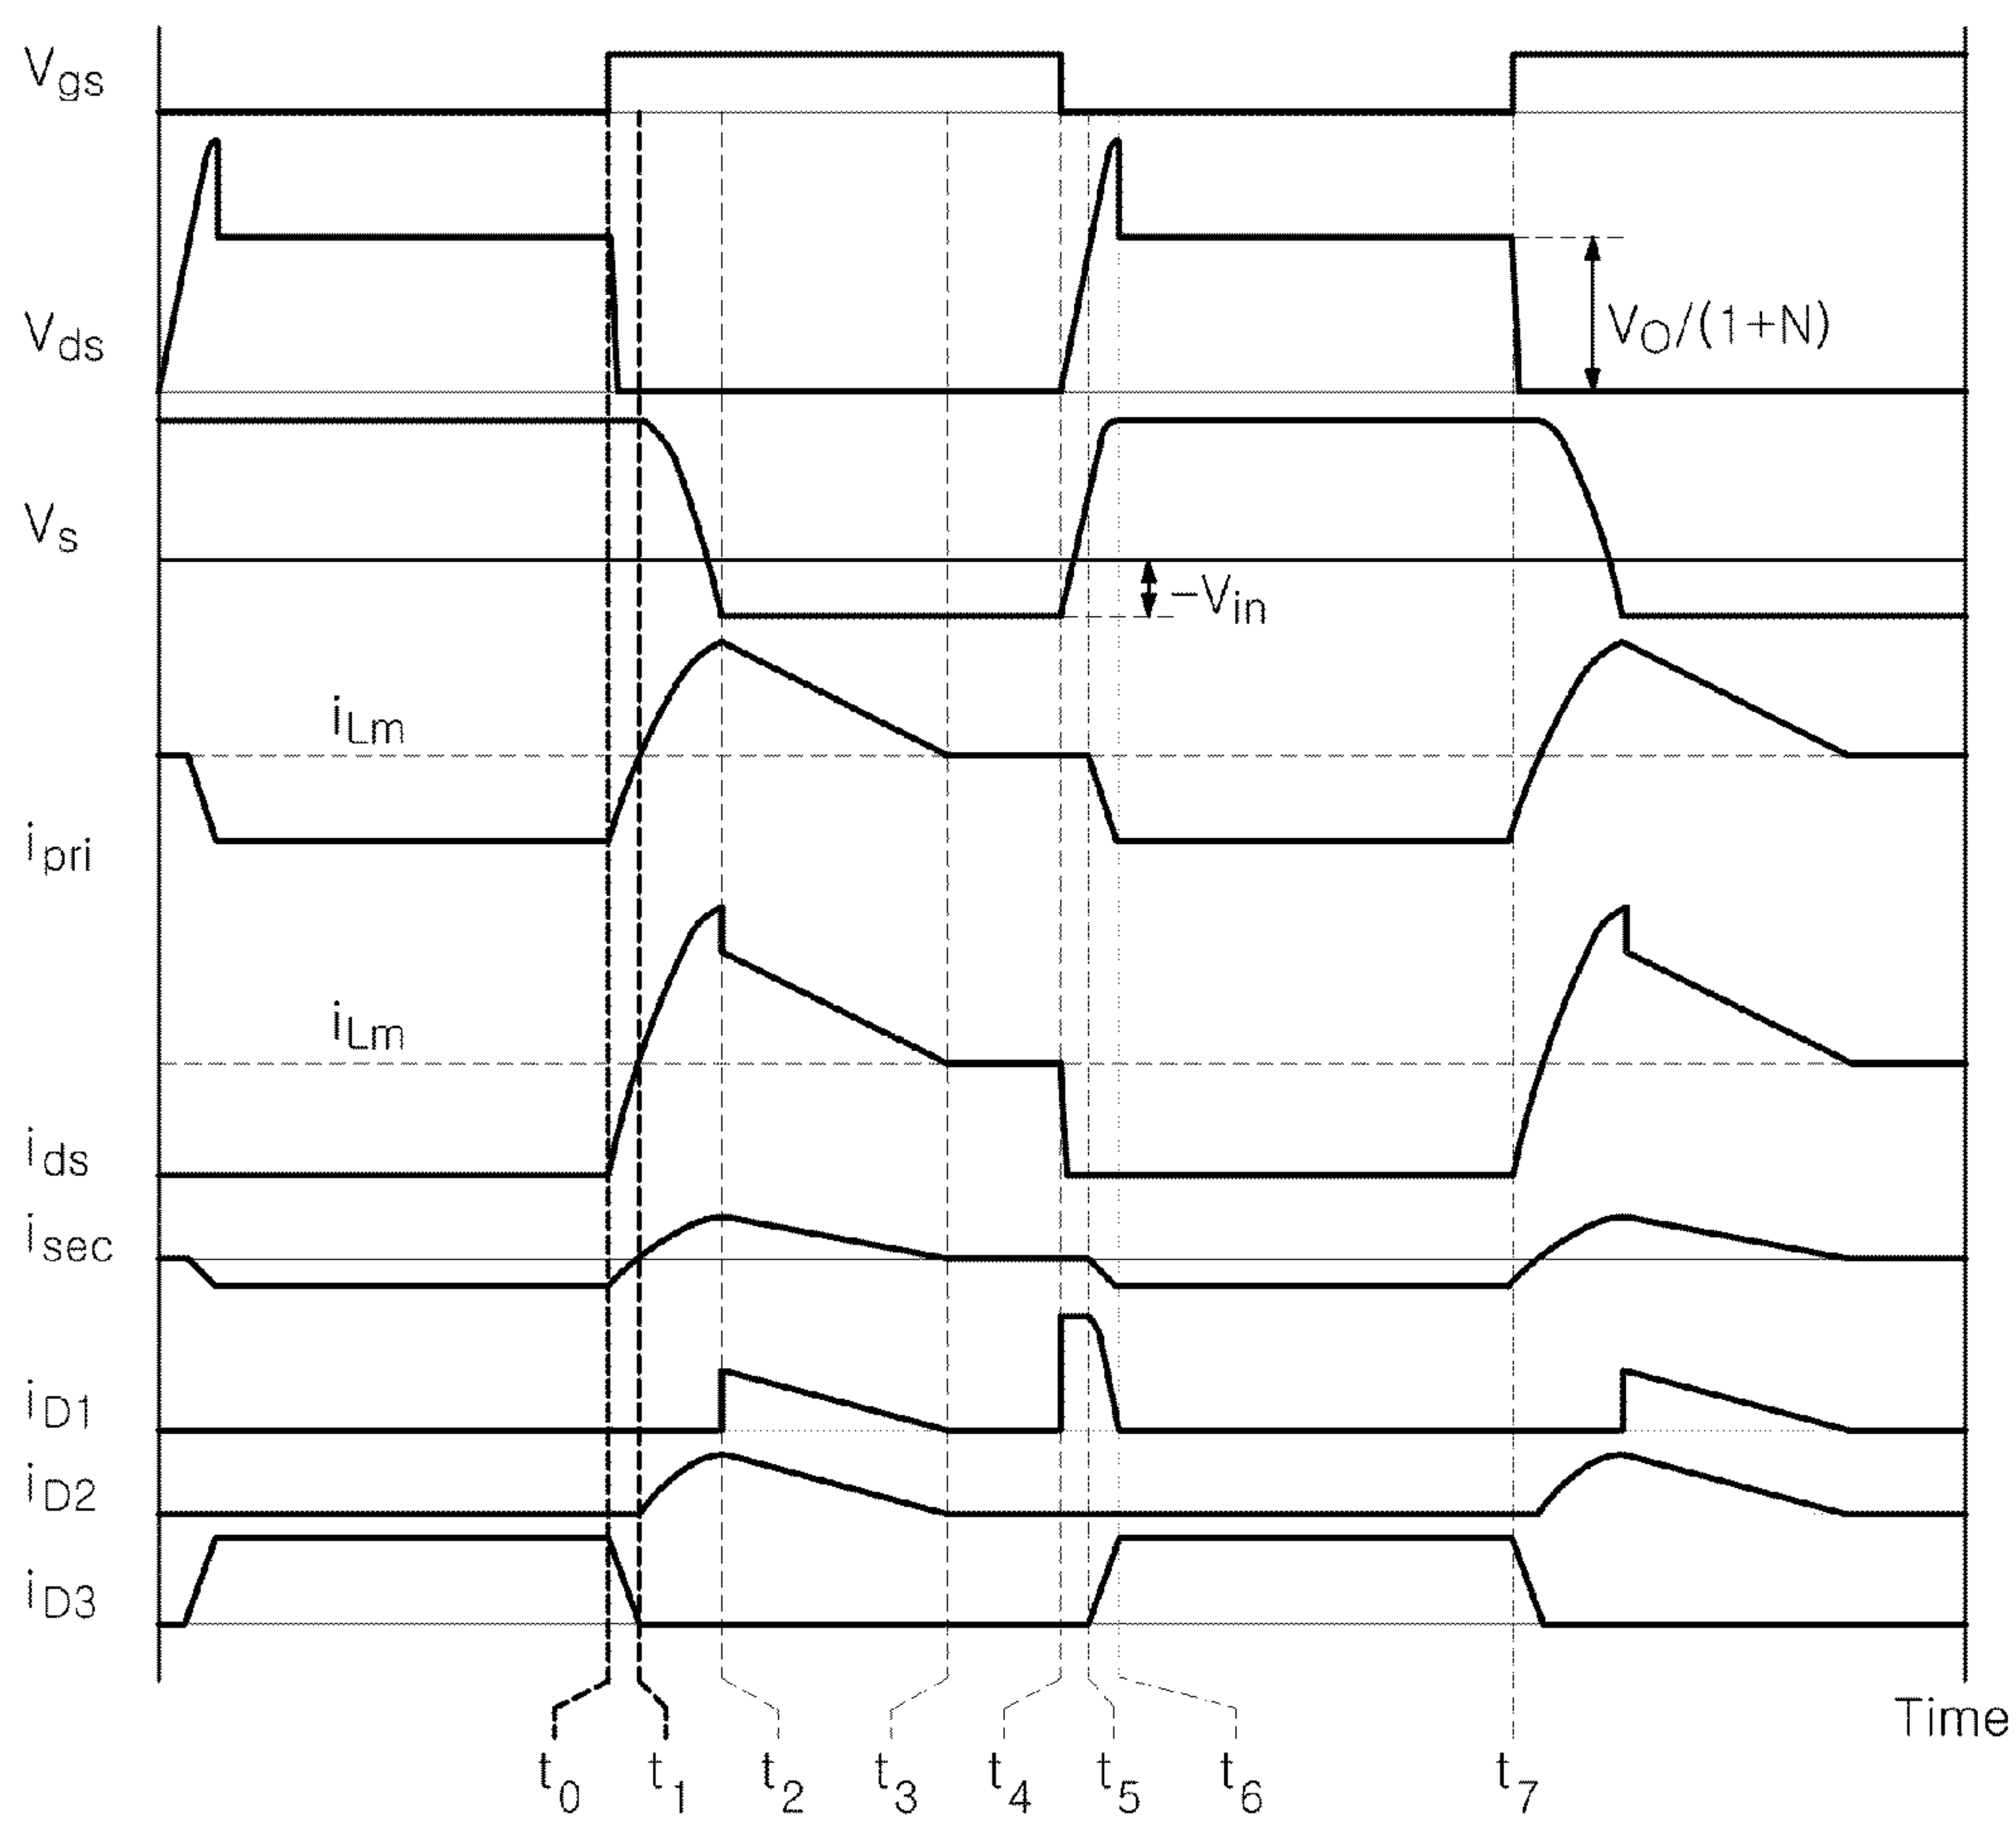 Vgs
Vds
VO/(1+N)
Vs
−Vin
iLm
ipri
iLm
ids
isec
iD1
iD2
iD3
Time
t0 t1 t2 t3 t4 t5 t6 t7